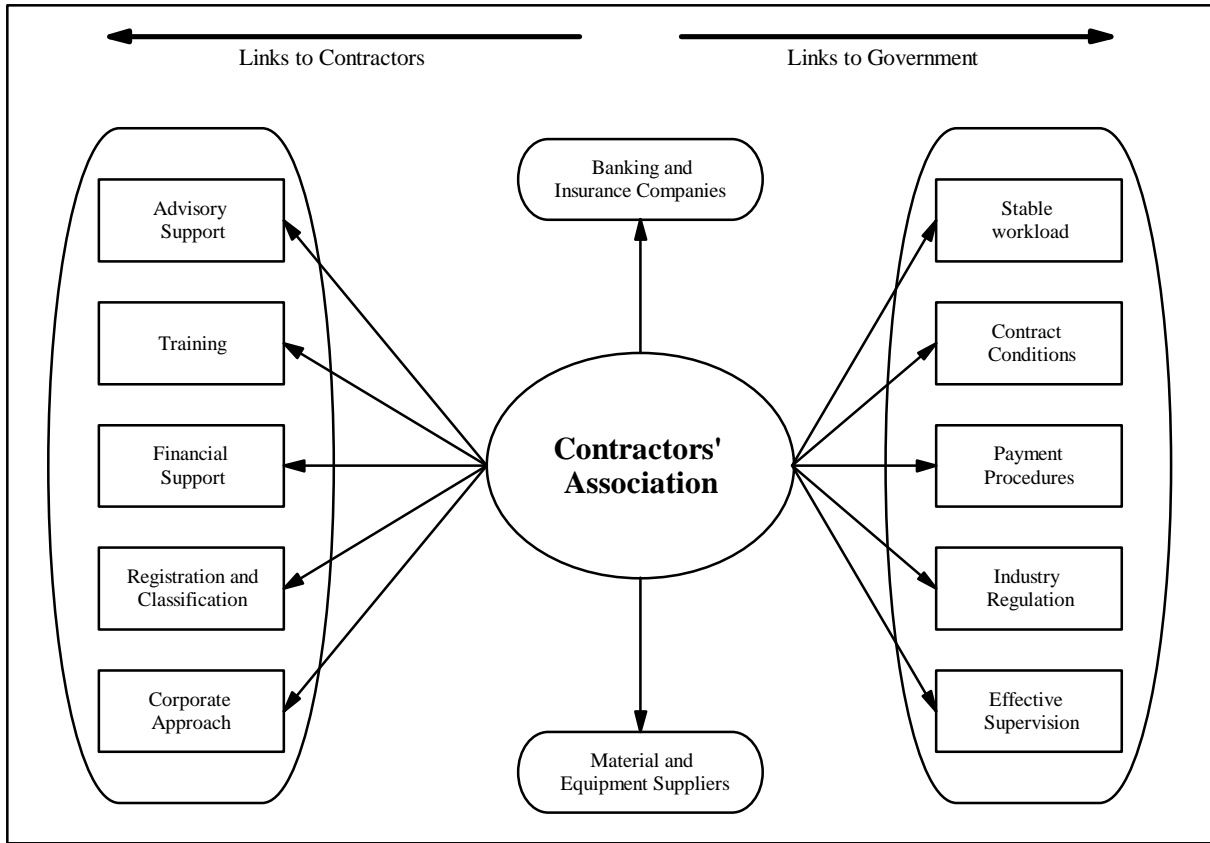 Links to Contractors
Links to Government
Banking and
Insurance Companies
Advisory
Support
Training
Financial
Support
Registration and
Classification
Corporate
Approach
Contractors'
Association
Stable
workload
Contract
Conditions
Payment
Procedures
Industry
Regulation
Effective
Supervision
Material and
Equipment Suppliers